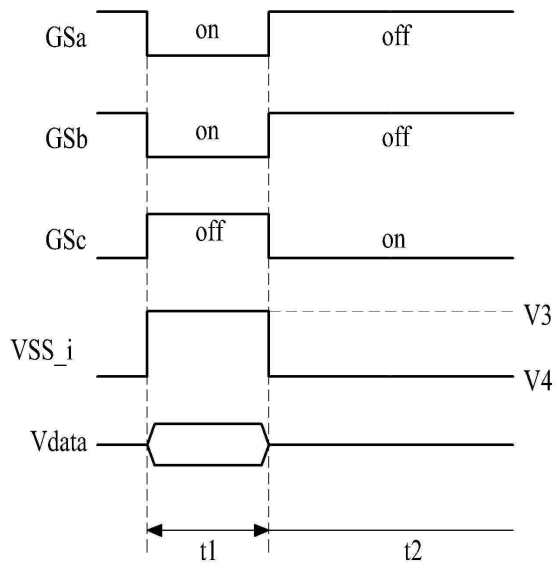 GSa on off
GSb on off
GSc off on
V3
VSS_i
V4
Vdata
t1 t2